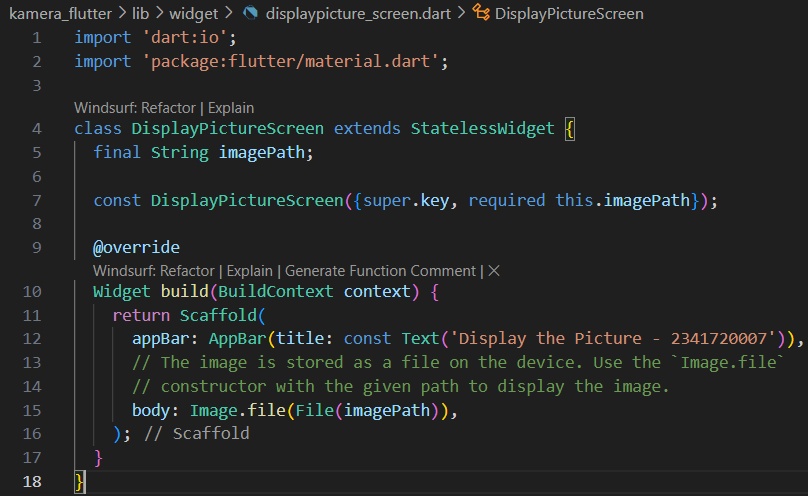 kamera_flutter > lib > widget > displaypicture_screen.dart > DisplayPictureScreen
1 import 'dart:io';
2 import 'package:flutter/material.dart';
3
Windsurf: Refactor | Explain
4 class DisplayPictureScreen extends StatelessWidget {
5 final String imagePath;
6
7 const DisplayPictureScreen({super.key, required this.imagePath});
8
9 @override
Windsurf: Refactor | Explain | Generate Function Comment | ×
10 Widget build(BuildContext context) {
11 return Scaffold(
12 appBar: AppBar(title: const Text('Display the Picture - 2341720007')),
13 // The image is stored as a file on the device. Use the `Image.file`
14 // constructor with the given path to display the image.
15 body: Image.file(File(imagePath)),
16 ); // Scaffold
17 }
18 }